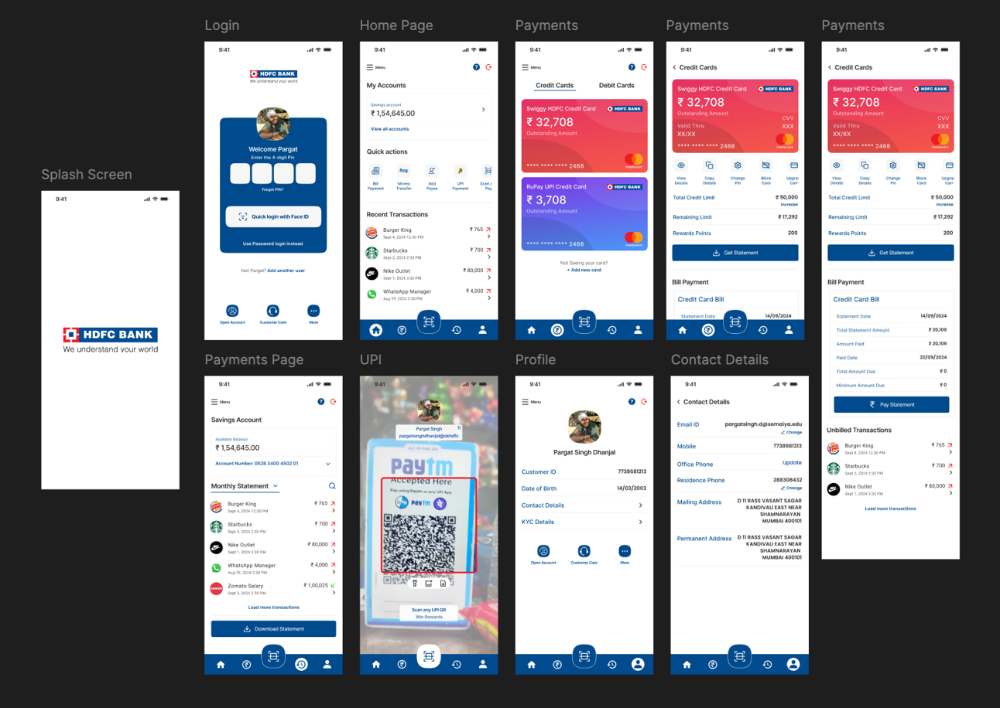 Splash Screen
9:41
HDFC BANK
We understand your world
Login
9:41
HDFC BANK
We understand your world
Welcome Pargat
Enter the 4-digit Pin
Forgot PIN?
Quick login with Face ID
Use Password login instead
Not Pargat? Add another user
Open Account Customer Care More
Home Page
9:41
Menu
My Accounts
Savings account
₹ 1,54,645.00
View all accounts
Quick actions
Bill Payment
Money Transfer
Add Payee
UPI Payment
Scan Pay
Recent Transactions
Burger King ₹ 765
Sept 4, 2024 12:30 PM
Starbucks ₹ 700
Sept 3, 2024 2:30 PM
Nike Outlet ₹ 80,000
Sept 1, 2024 3:30 PM
WhatsApp Manager ₹ 4,000
Aug 29, 2024 2:30 PM
Payments
9:41
Menu
Credit Cards Debit Cards
Swiggy HDFC Credit Card HDFC BANK
₹ 32,708
Outstanding Amount
**** **** **** 2468 mastercard
RuPay UPI Credit Card HDFC BANK
₹ 3,708
Outstanding Amount
**** **** **** 2468 mastercard
Not Seeing your card?
+ Add new card
Payments
9:41
Credit Cards
Swiggy HDFC Credit Card HDFC BANK
₹ 32,708
Outstanding Amount
CVV
Valid Thru XXX
XX/XX
**** **** **** 2468 mastercard
View Details
Copy Details
Change Pin
Block Card
Upgra Car
Total Credit Limit ₹ 50,000
Increase
Remaining Limit ₹ 17,292
Rewards Points 200
Get Statement
Bill Payment
Credit Card Bill
Statement Date 14/09/2024
Payments
9:41
Credit Cards
Swiggy HDFC Credit Card HDFC BANK
₹ 32,708
Outstanding Amount
CVV
Valid Thru XXX
XX/XX
**** **** **** 2468 mastercard
View Details
Copy Details
Change Pin
Block Card
Upgra Car
Total Credit Limit ₹ 50,000
Increase
Remaining Limit ₹ 17,292
Rewards Points 200
Get Statement
Bill Payment
Credit Card Bill
Statement Date 14/09/2024
Total Statement Amount ₹ 20,109
Amount Paid ₹ 20,109
Paid Date 20/09/2024
Total Amount Due ₹ 0
Minimum Amount Due ₹ 0
₹ Pay Statement
Unbilled Transactions
Burger King ₹ 765
Sept 4, 2024 12:30 PM
Starbucks ₹ 700
Sept 3, 2024 2:30 PM
Nike Outlet ₹ 80,000
Sept 1, 2024 3:30 PM
Load more transactions
Payments Page
9:41
Menu
Savings Account
Available Balance
₹ 1,54,645.00
Account Number: 0528 3400 4502 01
Monthly Statement
Burger King ₹ 765
Sept 4, 2024 12:30 PM
Starbucks ₹ 700
Sept 3, 2024 2:30 PM
Nike Outlet ₹ 80,000
Sept 1, 2024 3:30 PM
WhatsApp Manager ₹ 4,000
Aug 29, 2024 2:30 PM
Zomato Salary ₹ 1,00,025
Sept 3, 2024 2:30 PM
Load more transactions
Download Statement
UPI
9:41
Pargat Singh
pargatsinghdhanjal@okhdfc
paytm
Accepted Here
Pay using Paytm or any UPI App
paytm
Scan any UPI QR
Win Rewards
Profile
9:41
Menu
Pargat Singh Dhanjal
Customer ID 7738681213
Date of Birth 14/03/2003
Contact Details
KYC Details
Open Account Customer Care More
Contact Details
9:41
Contact Details
Email ID pargatsingh.d@somaiya.edu
Change
Mobile 7738981313
Office Phone Update
Residence Phone 288308432
Change
Mailing Address D 11 RASS VASANT SAGAR
KANDIVALI EAST NEAR
SHAMNARAYAN
MUMBAI 400101
Permanent Address D 11 RASS VASANT SAGAR
KANDIVALI EAST NEAR
SHAMNARAYAN
MUMBAI 400101